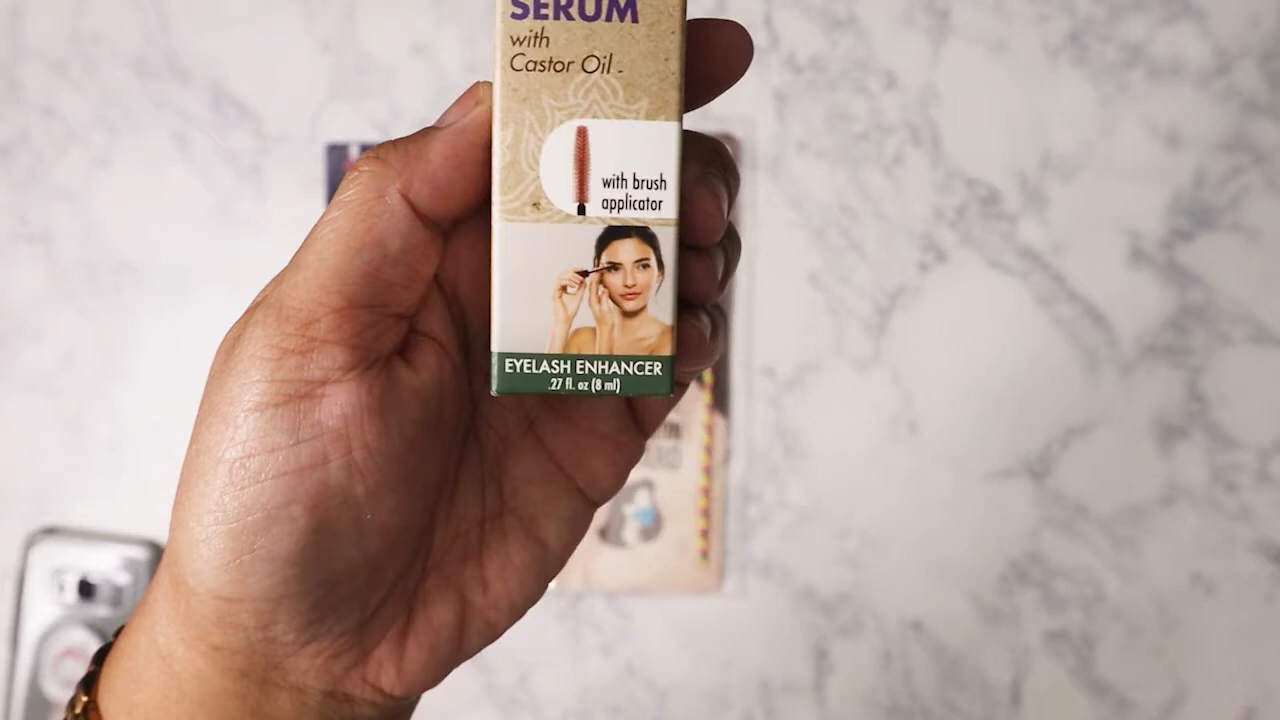 SERUM
with
Castor Oil
with brush
applicator
EYELASH ENHANCER
.27 fl. oz (8 ml)